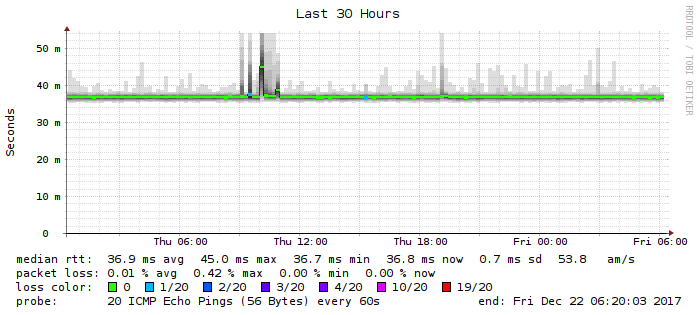 Last 30 Hours
RRDTOOL / TOBI OETIKER
Seconds
50 m
40 m
30 m
20 m
10 m
0
Thu 06:00 Thu 12:00 Thu 18:00 Fri 00:00 Fri 06:00
median rtt: 36.9 ms avg 45.0 ms max 36.7 ms min 36.8 ms now 0.7 ms sd 53.8 am/s
packet loss: 0.01 % avg 0.42 % max 0.00 % min 0.00 % now
loss color: 0 1/20 2/20 3/20 4/20 10/20 19/20
probe: 20 ICMP Echo Pings (56 Bytes) every 60s end: Fri Dec 22 06:20:03 2017